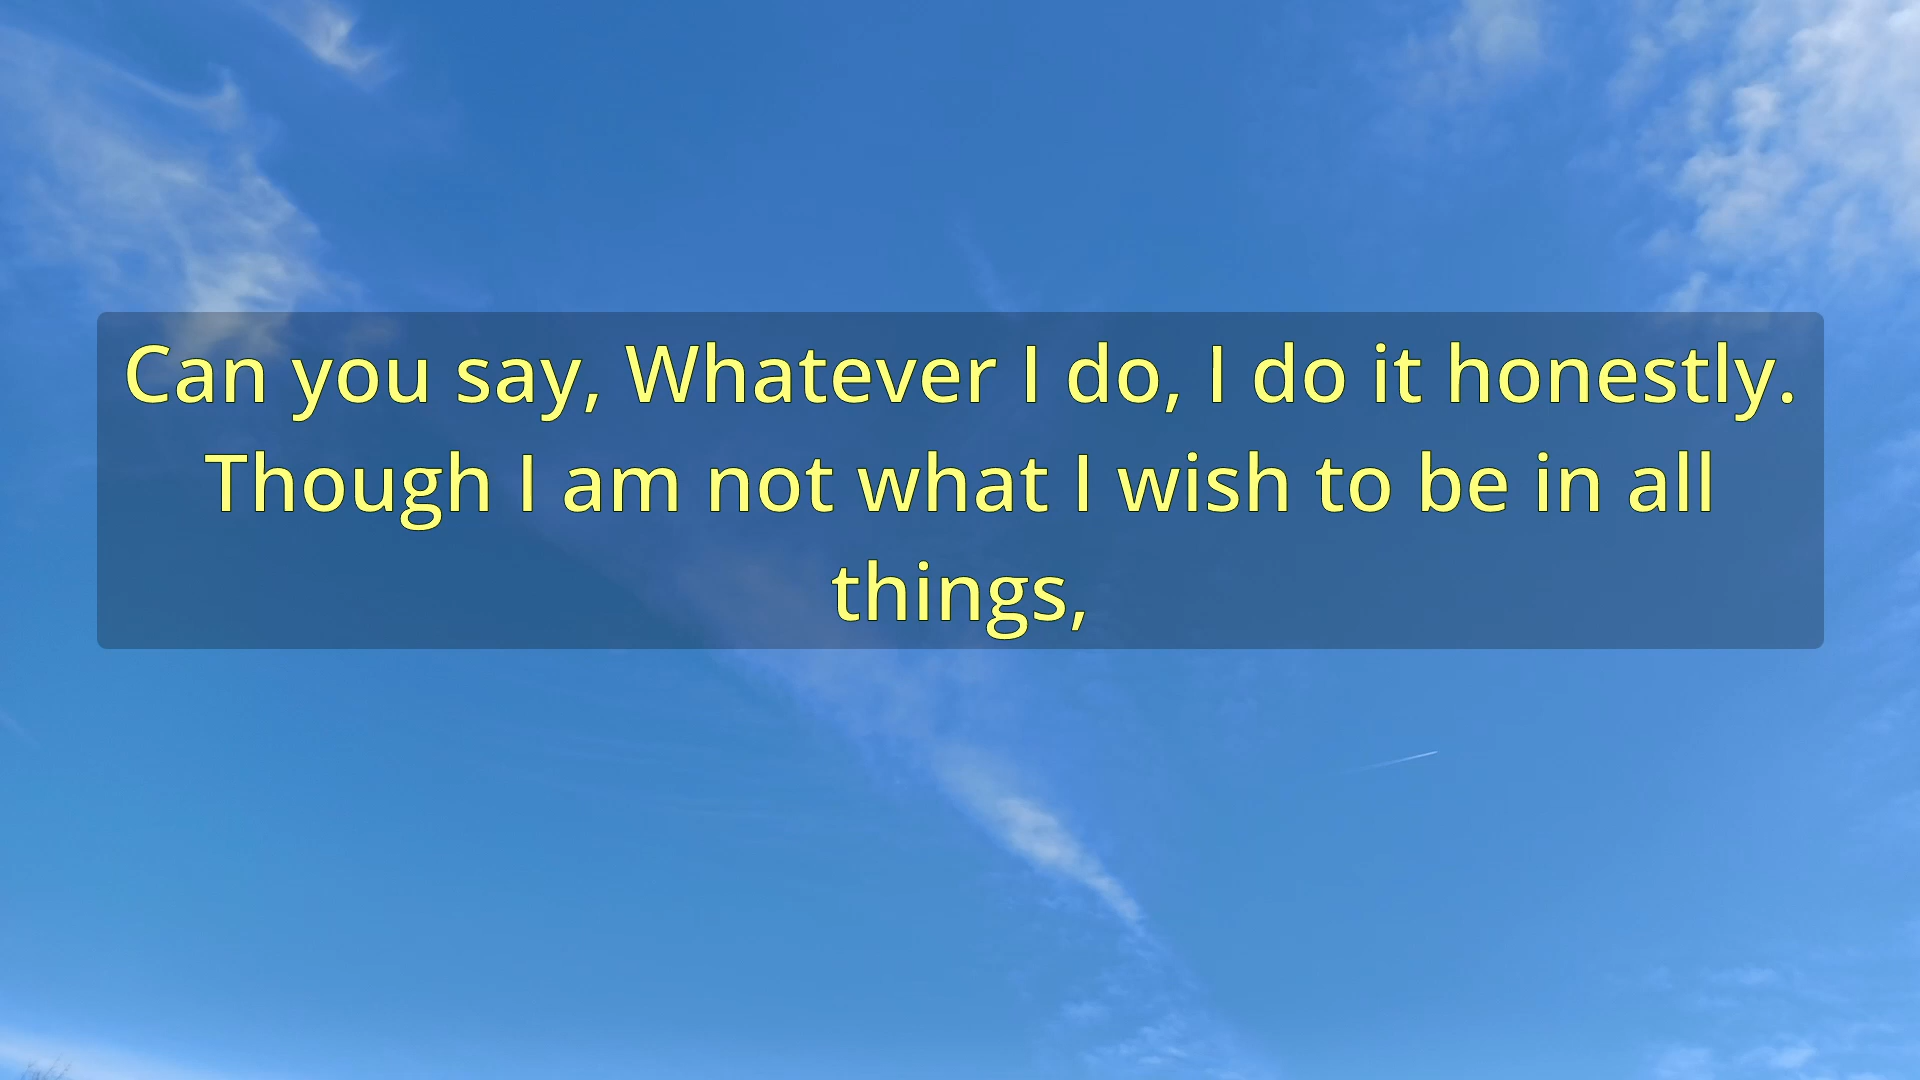 Can you say, Whatever I do, I do it honestly.
Though I am not what I wish to be in all
things,